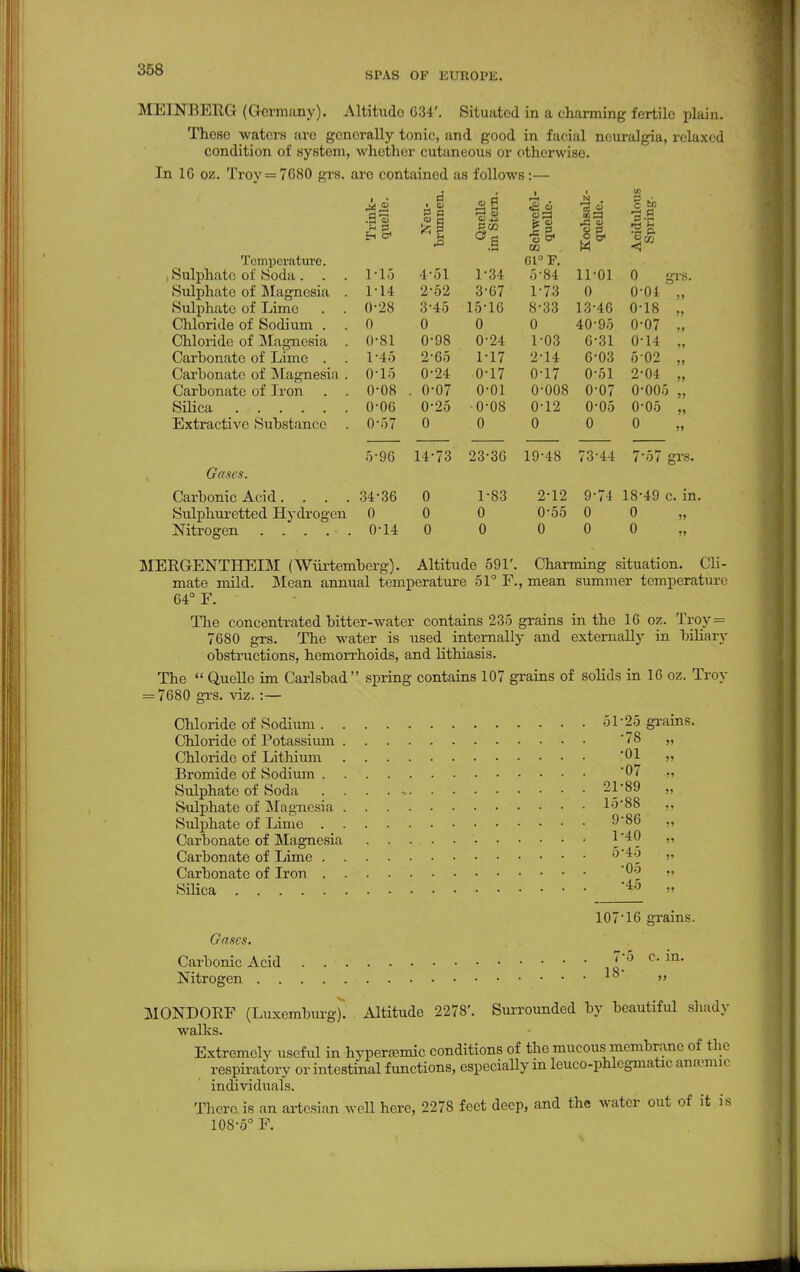 358
SPAS OF EUROPE.
MEINBERG (Germany). Altitude 634'. Situated in a charming fertile plain.
These waters are generally tonic, and good in facial neuralgia, relaxed
condition of system, whether cutaneous or otherwise.
In 16 oz. Troy = 7680 grs. are contained as follows:—
Trink-quelle. Neu-brunnen. Quelle im Stern. Schwefel-quelle. Kochsalz-quelle. Acidulous Spring.
Temperature. 61° F.
Sulphate of Soda . . . 1·15 4·51 1·34 5·84 11·01 0 grs.
Sulphate of Magnesia . 1·14 2·52 3·67 1·73 0 0·04 „
Sulphate of Lime . . 0·28 3·45 15·16 8·33 13·46 0·18 „
Chloride of Sodium . . 0 0 0 0 40·95 0·07 „
Chloride of Magnesia . 0·81 0·98 0·24 1·03 6·31 0·14 „
Carbonate of Lime . . 1·45 2·65 1·17 2·14 6·03 5·02 „
Carbonate of Magnesia . 0·15 0·24 0·17 0·17 0·51 2·04 „
Carbonate of Iron . . 0·08 . 0·07 0·01 0·008 0·07 0·005 „
Silica . . . . . . 0·06 0·25 0·08 0·12 0·05 0·05 „
Extractive Substance . 0·57 0 0 0 0 0 „
5·96 14·73 23·36 19·48 73·44 7·57 grs.
Gases.
Carbonic Acid . . . . 34·36 0 1·83 2·12 9·74 18·49 c. in.
Sulphuretted Hydrogen 0 0 0 0·55 0 0 „
Nitrogen . . . . . . 0·14 0 0 0 0 0 „
MERGENTHEIM (Würtemberg). Altitude 591'. Charming situation. Cli-
mate mild. Mean annual temperature 51° F., mean summer temperature
64° F.
The concentrated bitter-water contains 235 grains in the 16 oz. Troy =
7680 grs. The water is used internally and externally in biliary
obstructions, hemorrhoids, and lithiasis.
The “ Quelle im Carlsbad ” spring contains 107 grains of solids in 16 oz. Troy
= 7680 grs. viz. :—
Chloride of Sodium . . . . . . 51·25 grains.
Chloride of Potassium . . . . . . ·78 „
Chloride of Lithium . . . . . . ·01 „
Bromide of Sodium . . . . . . ·07 „
Sulphate of Soda . . . . . . 21·89 „
Sulphate of Magnesia . . . . . . 15·88 „
Sulphate of Lime . . . . . . 9·86 „
Carbonate of Magnesia . . . . . . 1·40 „
Carbonate of Lime . . . . . . 5·45 „
Carbonate of Iron . . . . . . ·05 „
Silica . . . . . . ·45 „
107·16 grains.
Gases.
Carbonic Acid . . . . . . 7·5 c. in.
Nitrogen . . . . . . 18· „
MONDORF (Luxemburg). Altitude 2278'. Surrounded by beautiful shady
walks.
Extremely useful in hyperæmic conditions of the mucous membrane of the
respiratory or intestinal functions, especially in leuco-phlegmatic anæmic
individuals.
There is an artesian well here, 2278 feet deep, and the water out of it is
108·5° F.